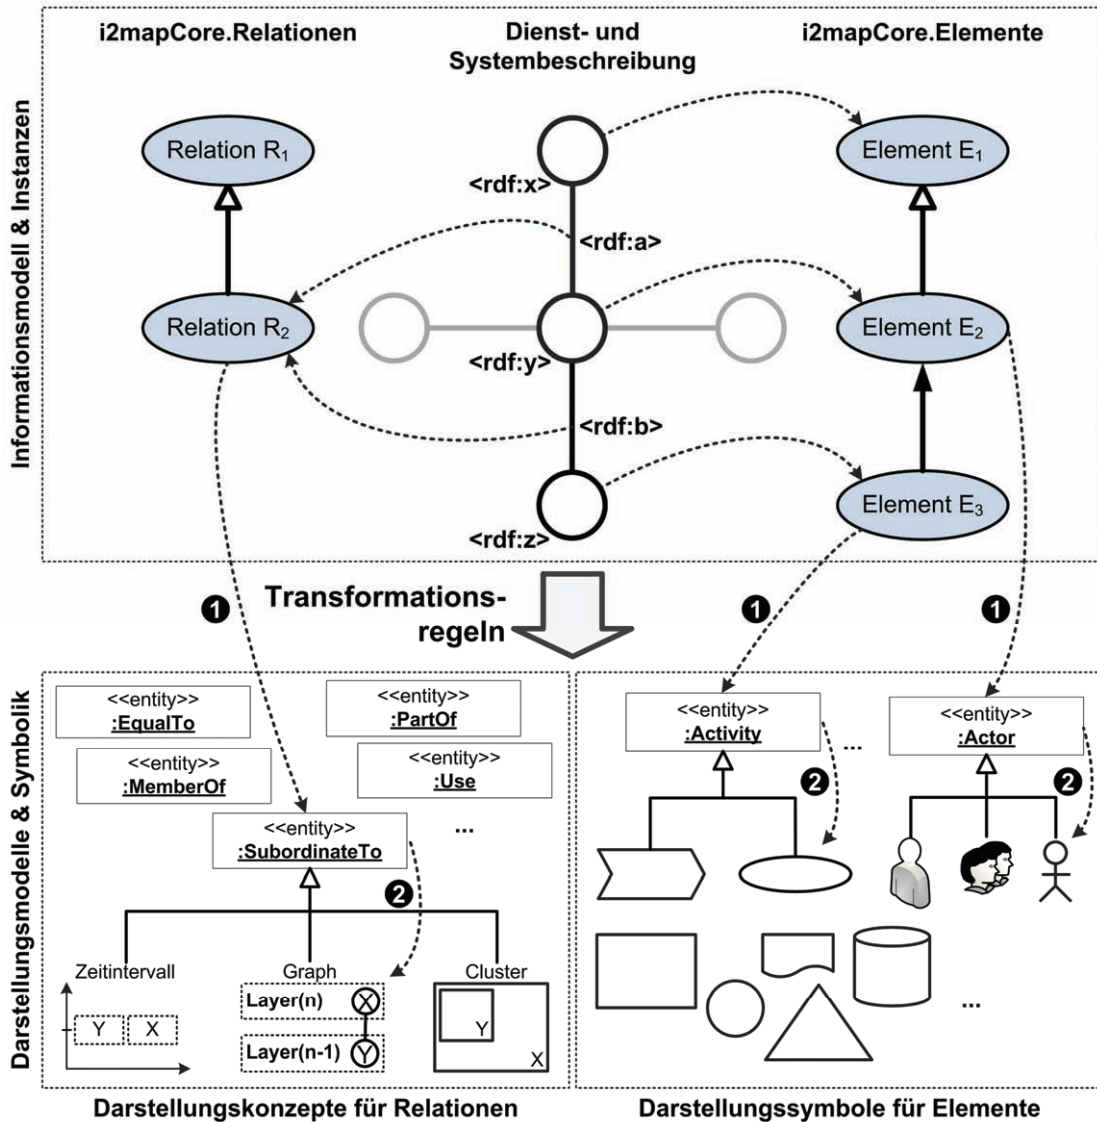 i2mapCore.Relationen
Dienst- und
Systembeschreibung
i2mapCore.Elemente
Informationsmodell & Instanzen
Relation R₁
Element E₁
<rdf:x>
<rdf:a>
Relation R₂
Element E₂
<rdf:y>
<rdf:b>
Element E₃
<rdf:z>
Transformations-
regeln
1
1
1
Darstellungsmodelle & Symbolik
<<entity>>
:EqualTo
<<entity>>
:PartOf
<<entity>>
:MemberOf
<<entity>>
:Use
<<entity>>
:SubordinateTo
...
2
Zeitintervall
Y
X
Graph
Layer(n)
X
Layer(n-1)
Y
Cluster
Y
X
<<entity>>
:Activity
...
<<entity>>
:Actor
2
2
...
Darstellungskonzepte für Relationen
Darstellungssymbole für Elemente